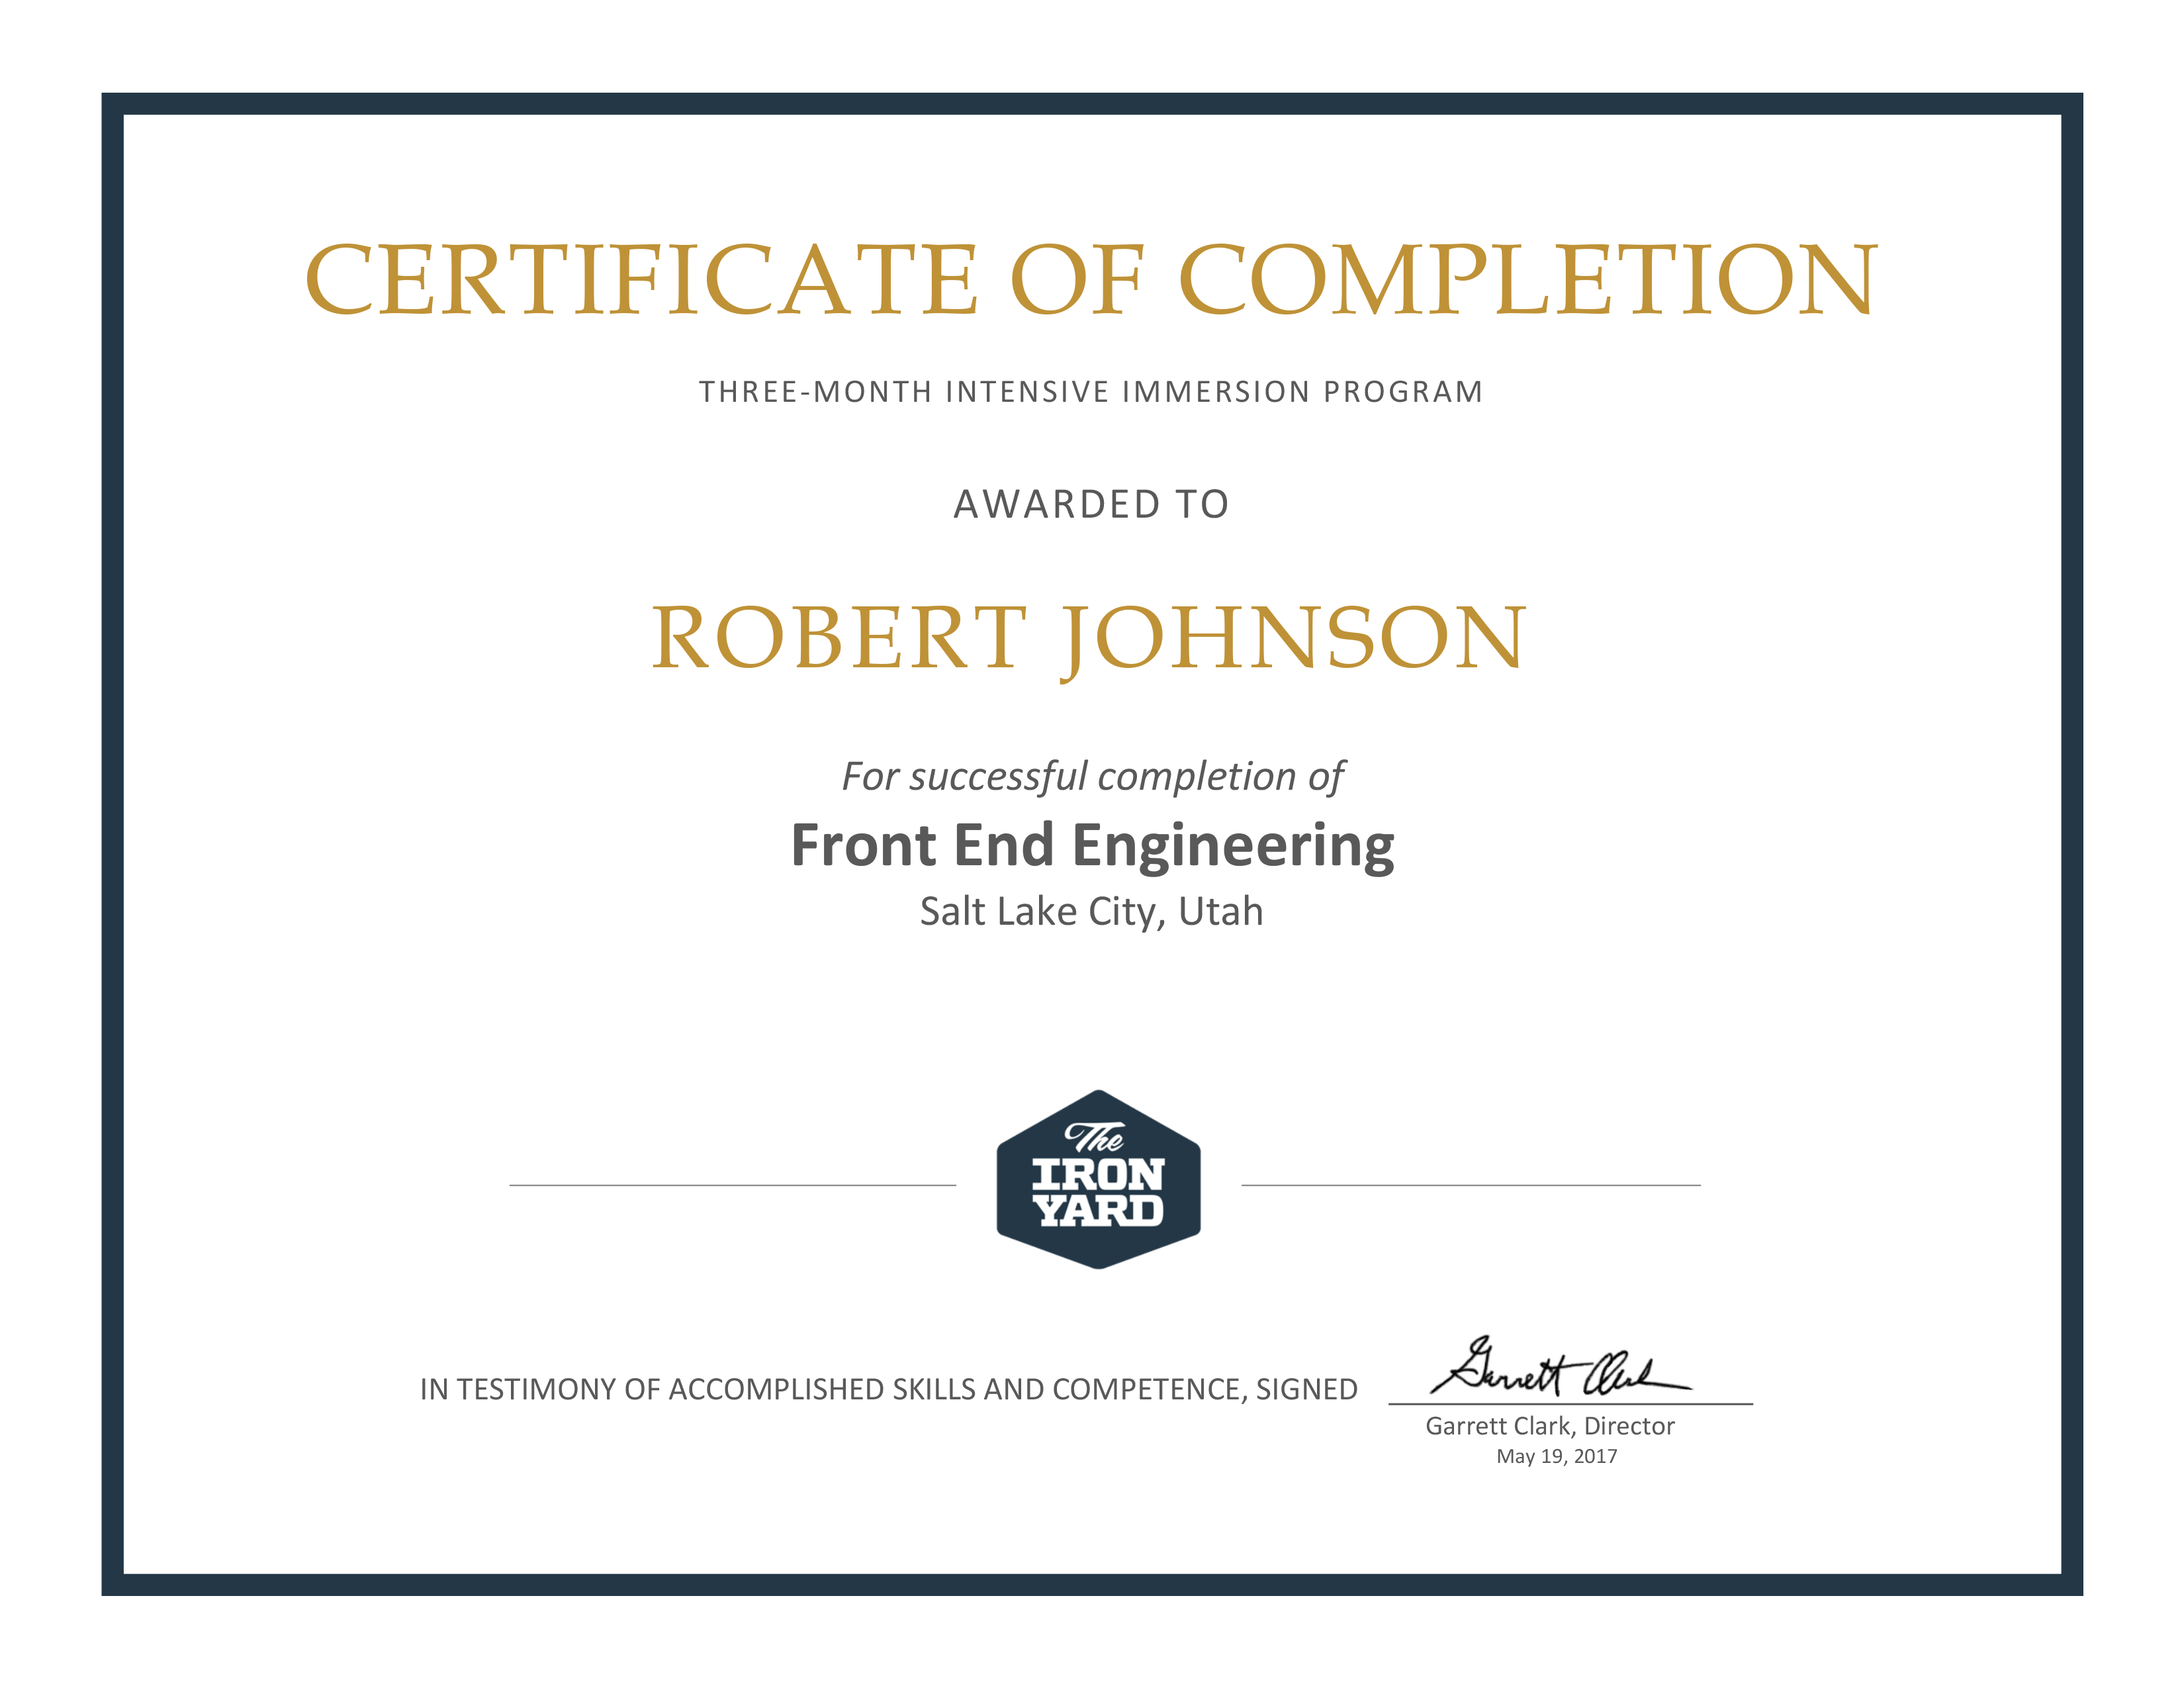 CERTIFICATE OF COMPLETION
THREE-MONTH INTENSIVE IMMERSION PROGRAM
AWARDED TO
ROBERT JOHNSON
For successful completion of
Front End Engineering
Salt Lake City, Utah
The
IRON
YARD
IN TESTIMONY OF ACCOMPLISHED SKILLS AND COMPETENCE, SIGNED
Garrett Clark
Garrett Clark, Director
May 19, 2017